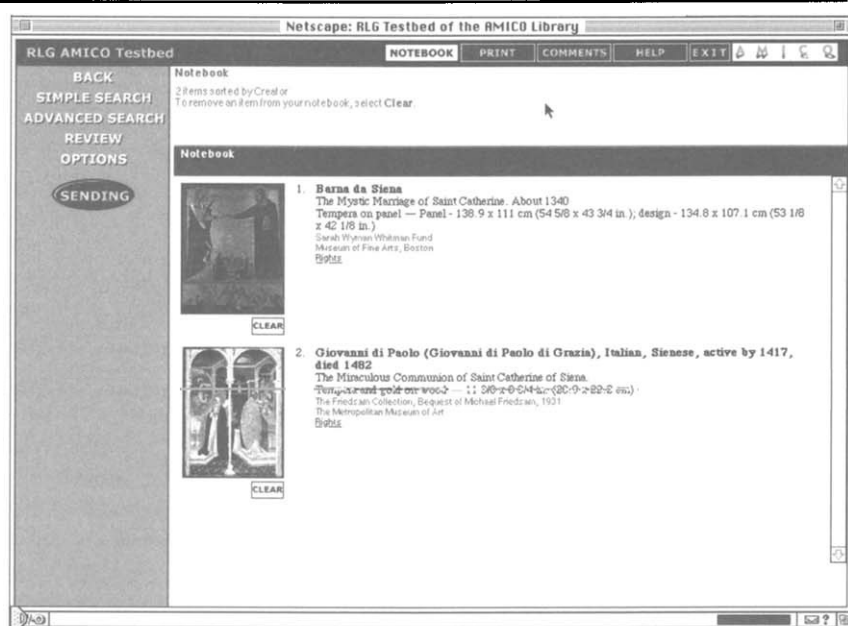 Netscape: RLG Testbed of the AMICO Library
RLG AMICO Testbed
NOTEBOOK PRINT COMMENTS HELP EXIT
BACK
SIMPLE SEARCH
ADVANCED SEARCH
REVIEW
OPTIONS
SENDING
Notebook
2 items sorted by Creator
To remove an item from your notebook, select Clear.
Notebook
1. Barna da Siena
The Mystic Marriage of Saint Catherine. About 1340
Tempera on panel — Panel - 138.9 x 111 cm (54 5/8 x 43 3/4 in.); design - 134.8 x 107.1 cm (53 1/8
x 42 1/8 in.)
Sarah Wyman Whitman Fund
Museum of Fine Arts, Boston
Rights
CLEAR
2. Giovanni di Paolo (Giovanni di Paolo di Grazia), Italian, Sienese, active by 1417,
died 1482
The Miraculous Communion of Saint Catherine of Siena.
Tempera and gold on wood —
The Friedsam Collection, Bequest of Michael Friedsam, 1931
The Metropolitan Museum of Art
Rights
CLEAR